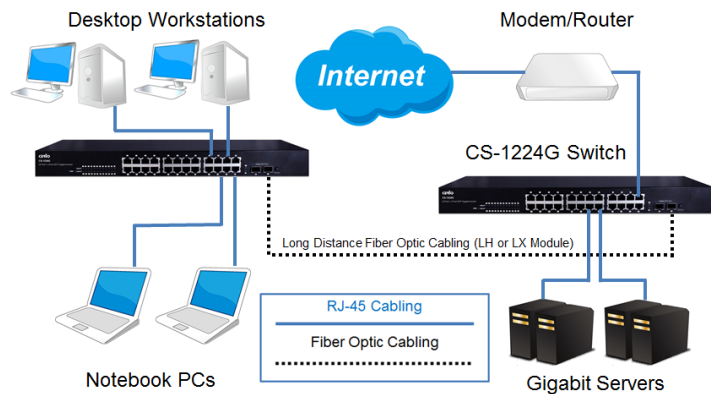 Desktop Workstations
Modem/Router
Internet
CS-1224G Switch
Long Distance Fiber Optic Cabling (LH or LX Module)
RJ-45 Cabling
Fiber Optic Cabling
Notebook PCs
Gigabit Servers